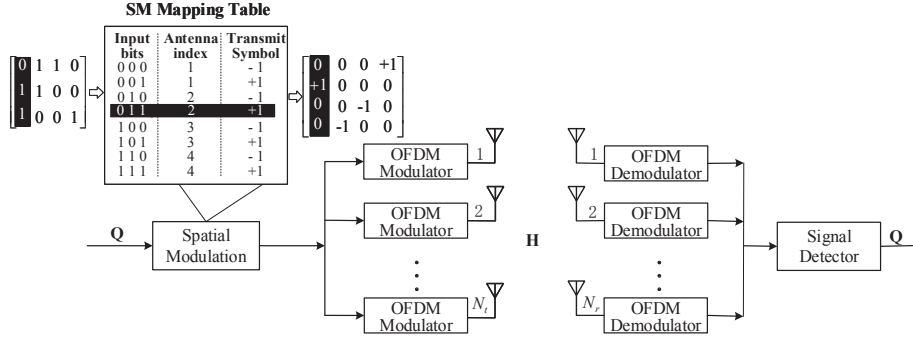 SM Mapping Table
Input bits Antenna index Transmit Symbol
0 0 0 1 - 1
0 0 1 1 +1
0 1 0 2 - 1
0 1 1 2 +1
1 0 0 3 - 1
1 0 1 3 +1
1 1 0 4 - 1
1 1 1 4 +1
0 1 1 0
1 1 0 0
1 0 0 1
0 0 0 +1
+1 0 0 0
0 0 -1 0
0 -1 0 0
Q
Spatial
Modulation
OFDM
Modulator
1
OFDM
Modulator
2
OFDM
Modulator
N_t
H
1
OFDM
Demodulator
2
OFDM
Demodulator
N_r
OFDM
Demodulator
Signal
Detector
Q